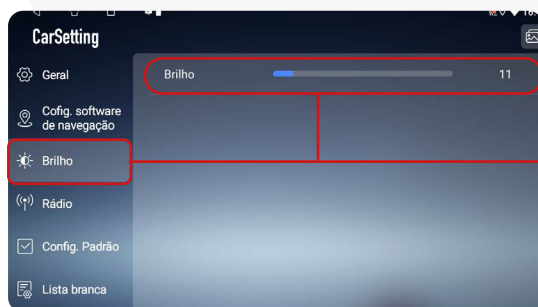 CarSetting
Geral
Cofig. software
de navegação
Brilho
Rádio
Config. Padrão
Lista branca
Brilho 11